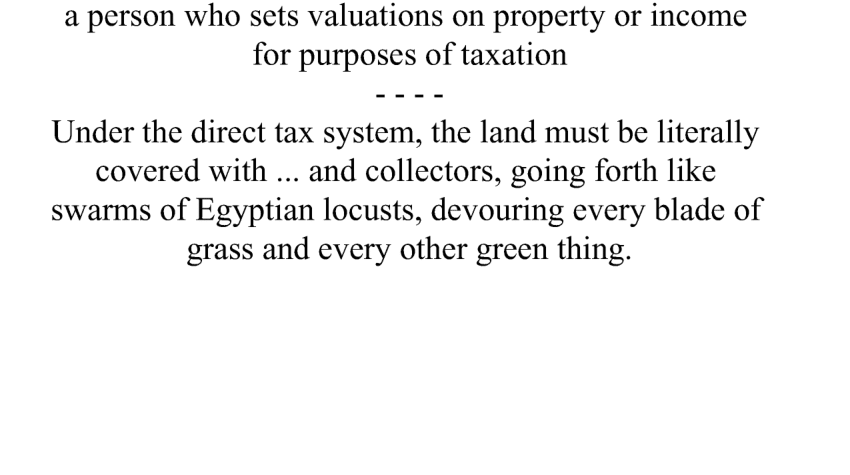 a person who sets valuations on property or income
for purposes of taxation
- - - -
Under the direct tax system, the land must be literally
covered with ... and collectors, going forth like
swarms of Egyptian locusts, devouring every blade of
grass and every other green thing.